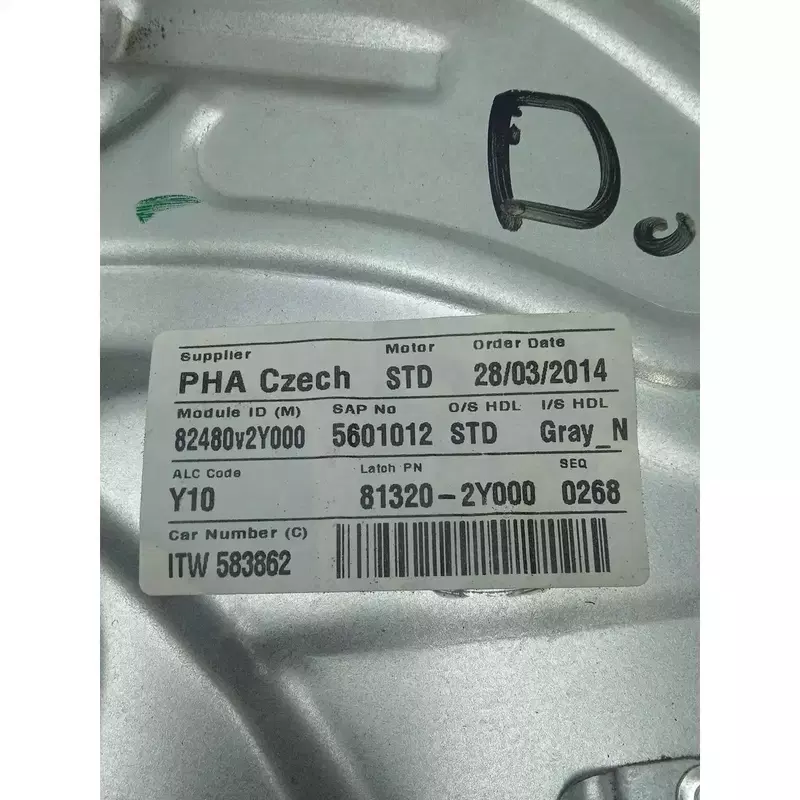 D.
Supplier Motor Order Date
PHA Czech STD 28/03/2014
Module ID (M) SAP No O/S HDL I/S HDL
82480v2Y000 5601012 STD Gray_N
ALC Code Latch PN SEQ
Y10 81320-2Y000 0268
Car Number (C)
ITW 583862